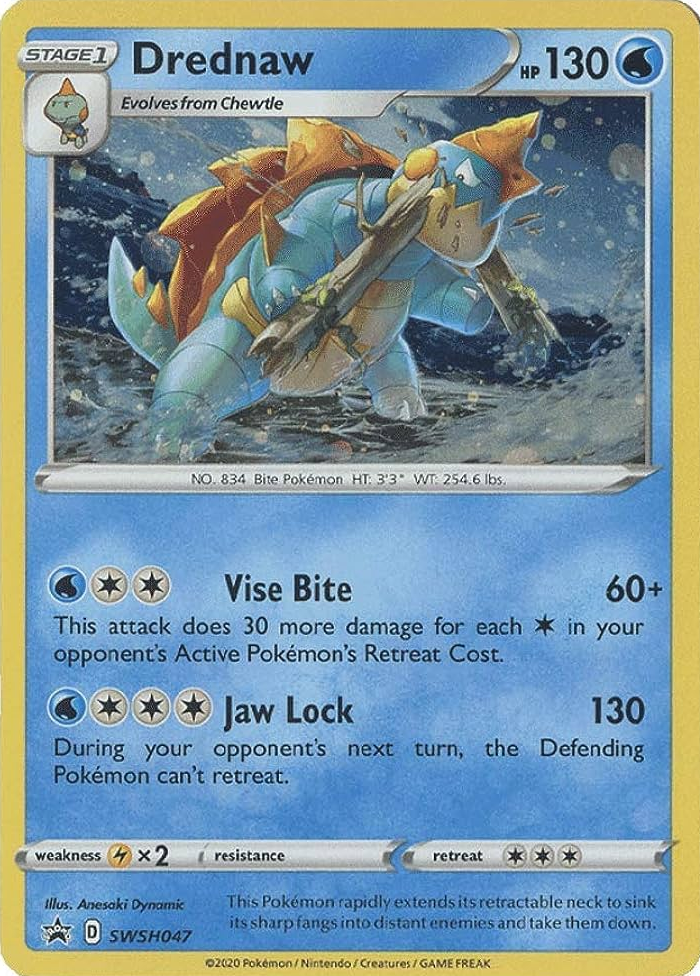 STAGE 1
Drednaw
HP 130
Evolves from Chewtle
NO. 834 Bite Pokémon HT: 3'3" WT: 254.6 lbs.
Vise Bite 60+
This attack does 30 more damage for each in your
opponent's Active Pokémon's Retreat Cost.
Jaw Lock 130
During your opponent's next turn, the Defending
Pokémon can't retreat.
weakness ×2 resistance retreat
Illus. Anesaki Dynamic
This Pokémon rapidly extends its retractable neck to sink
its sharp fangs into distant enemies and take them down.
PROMO D SWSH047
©2020 Pokémon / Nintendo / Creatures / GAME FREAK